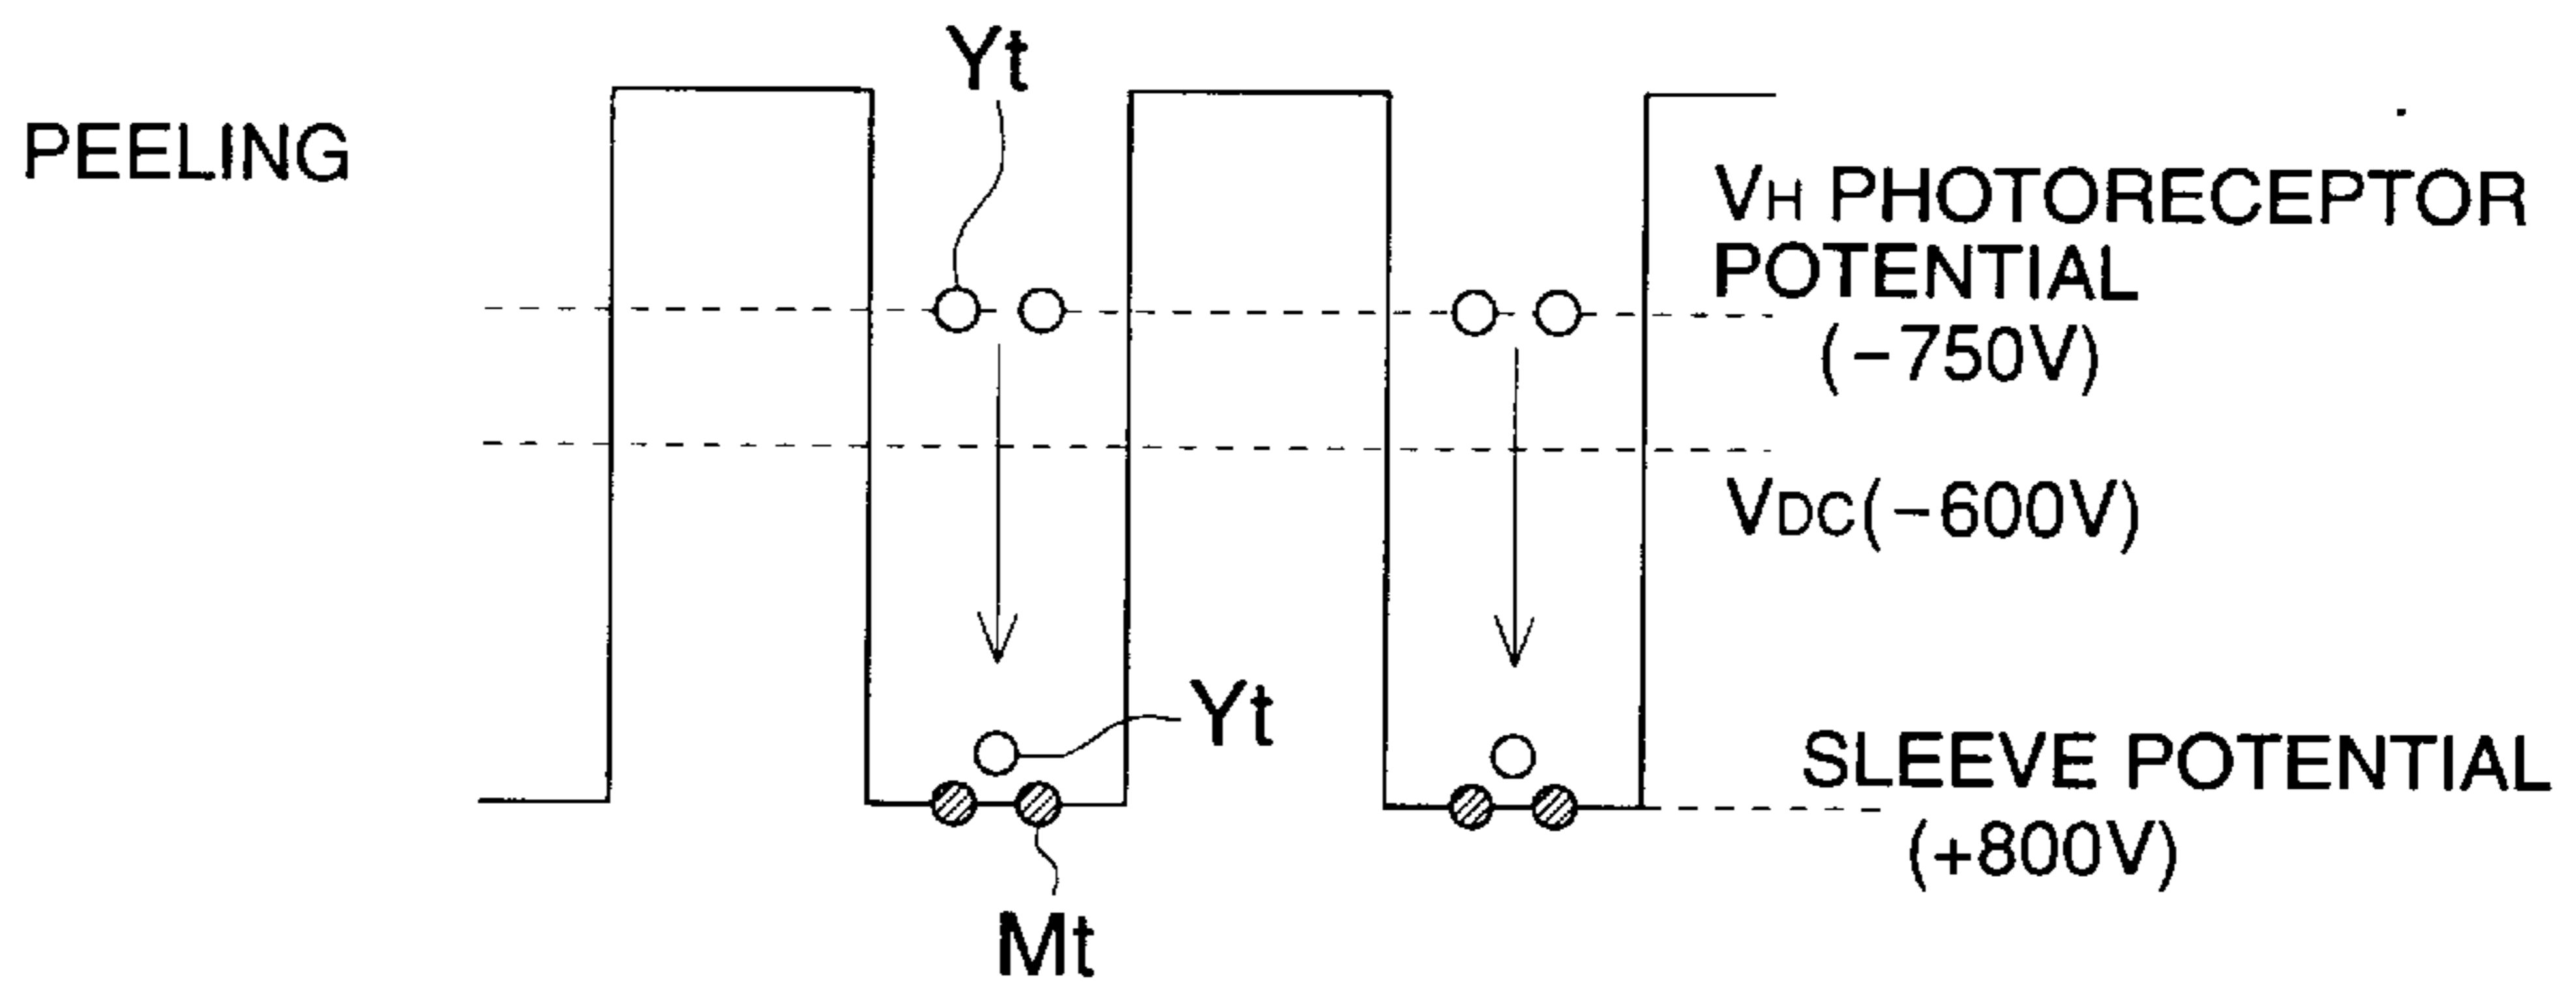 Yt
PEELING
VH PHOTORECEPTOR
POTENTIAL
(-750V)
VDC(-600V)
Yt
SLEEVE POTENTIAL
(+800V)
Mt